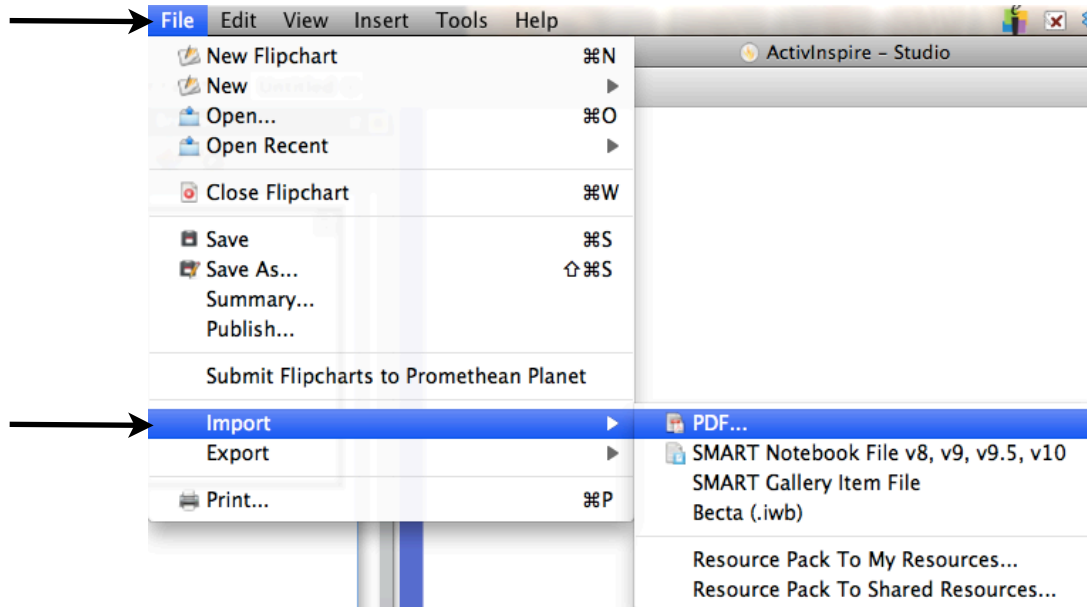 File Edit View Insert Tools Help
ActivInspire – Studio
New Flipchart ⌘N
New
Open... ⌘O
Open Recent
Close Flipchart ⌘W
Save ⌘S
Save As... ⇧⌘S
Summary...
Publish...
Submit Flipcharts to Promethean Planet
Import
Export
Print... ⌘P
PDF...
SMART Notebook File v8, v9, v9.5, v10
SMART Gallery Item File
Becta (.iwb)
Resource Pack To My Resources...
Resource Pack To Shared Resources...